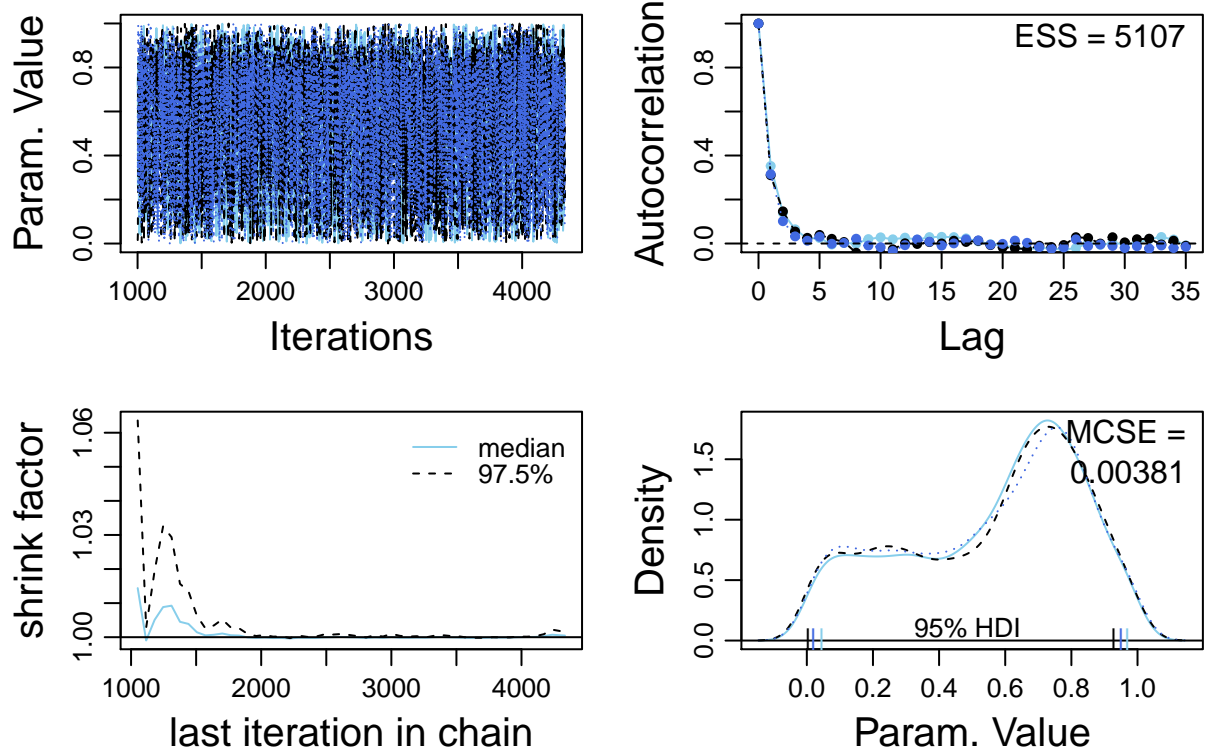 Param. Value
0.0 0.4 0.8
1000 2000 3000 4000
Iterations
Autocorrelation
0.0 0.4 0.8
ESS = 5107
0 5 10 15 20 25 30 35
Lag
shrink factor
1.00 1.03 1.06
median
97.5%
1000 2000 3000 4000
last iteration in chain
Density
0.0 0.5 1.0 1.5
MCSE =
0.00381
95% HDI
0.0 0.2 0.4 0.6 0.8 1.0
Param. Value